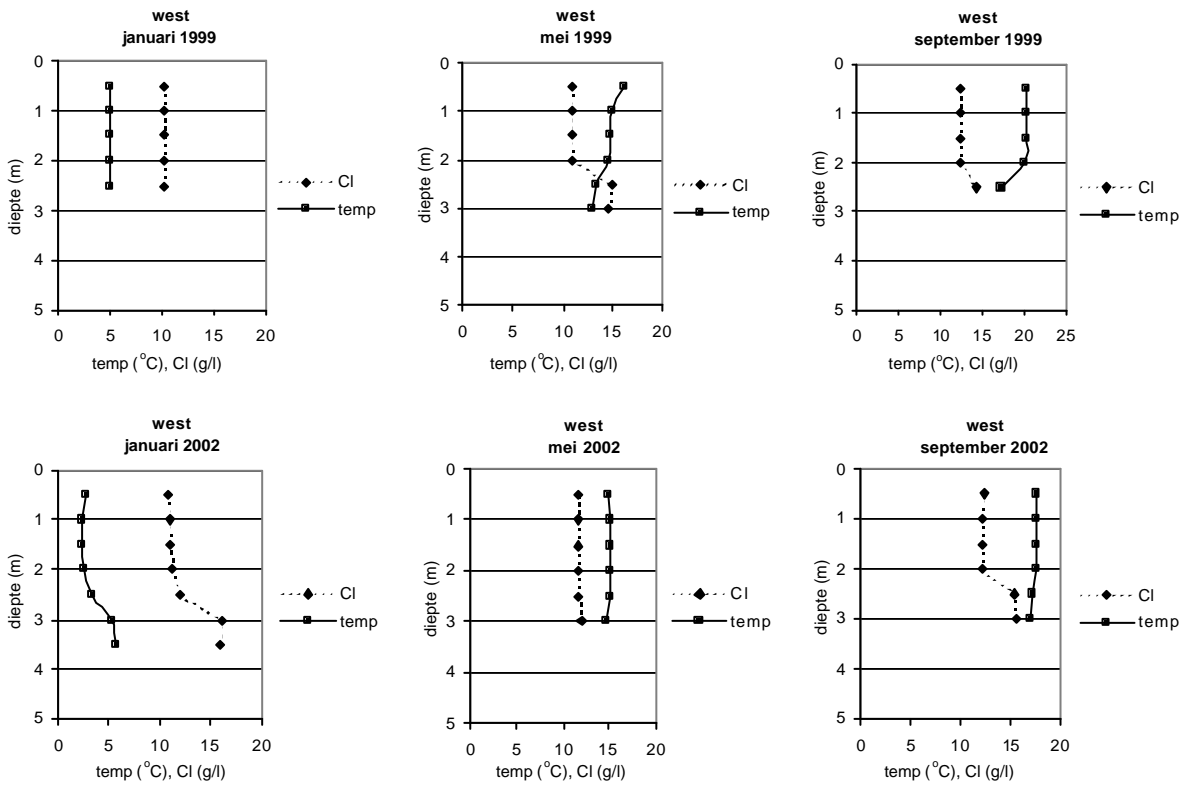 west
januari 1999
0
1
2
3
4
5
diepte (m)
0 5 10 15 20
temp (°C), Cl (g/l)
Cl
temp
west
mei 1999
0
1
2
3
4
5
diepte (m)
0 5 10 15 20
temp (°C), Cl (g/l)
Cl
temp
west
september 1999
0
1
2
3
4
5
diepte (m)
0 5 10 15 20 25
temp (°C), Cl (g/l)
Cl
temp
west
januari 2002
0
1
2
3
4
5
diepte (m)
0 5 10 15 20
temp (°C), Cl (g/l)
Cl
temp
west
mei 2002
0
1
2
3
4
5
diepte (m)
0 5 10 15 20
temp (°C), Cl (g/l)
Cl
temp
west
september 2002
0
1
2
3
4
5
diepte (m)
0 5 10 15 20
temp (°C), Cl (g/l)
Cl
temp